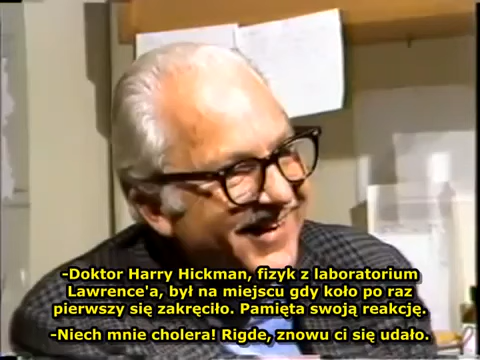 -Doktor Harry Hickman, fizyk z laboratorium
Lawrence'a, był na miejscu gdy koło po raz
pierwszy się zakręciło. Pamięta swoją reakcję.
-Niech mnie cholera! Rigde, znowu ci się udało.